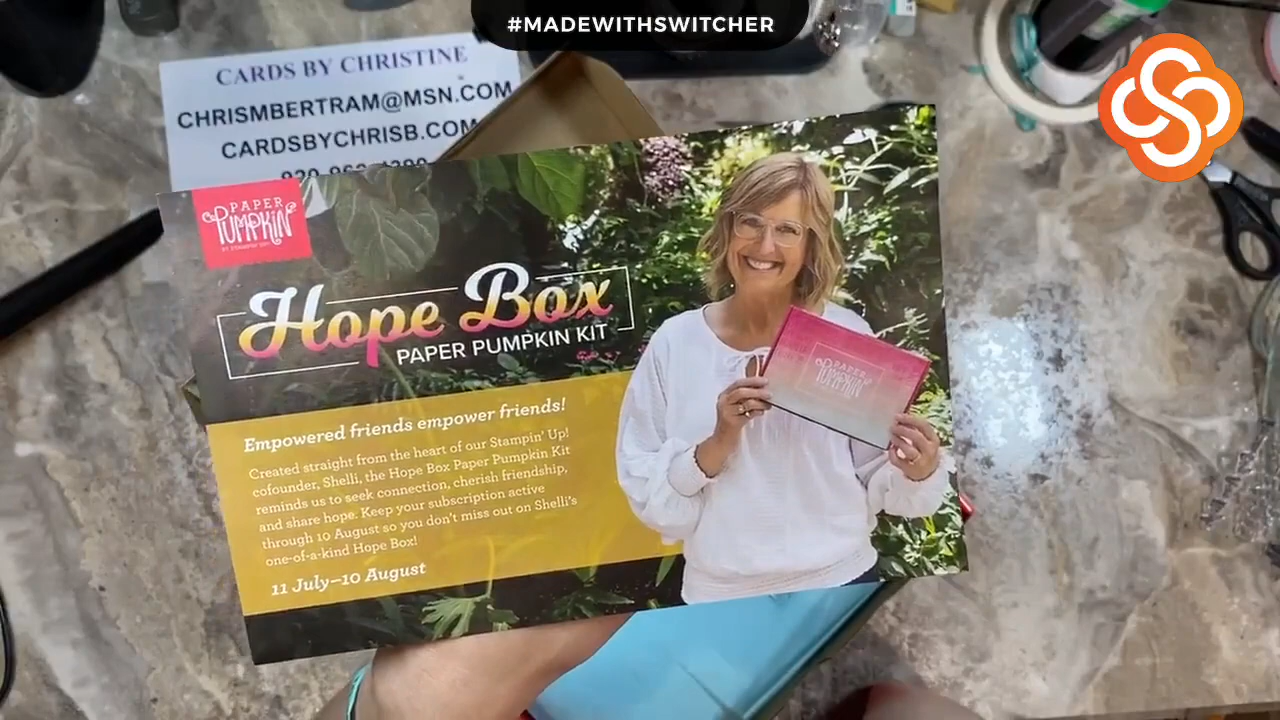 #MADEWITHSWITCHER
CARDS BY CHRISTINE
CHRISMBERTRAM@MSN.COM
CARDSBYCHRISB.COM
PAPER
PUMPKIN
Hope Box
PAPER PUMPKIN KIT
Empowered friends empower friends!
Created straight from the heart of our Stampin' Up!
cofounder, Shelli, the Hope Box Paper Pumpkin Kit
reminds us to seek connection, cherish friendship,
and share hope. Keep your subscription active
through 10 August so you don't miss out on Shelli's
one-of-a-kind Hope Box!
11 July–10 August
PAPER
PUMPKIN